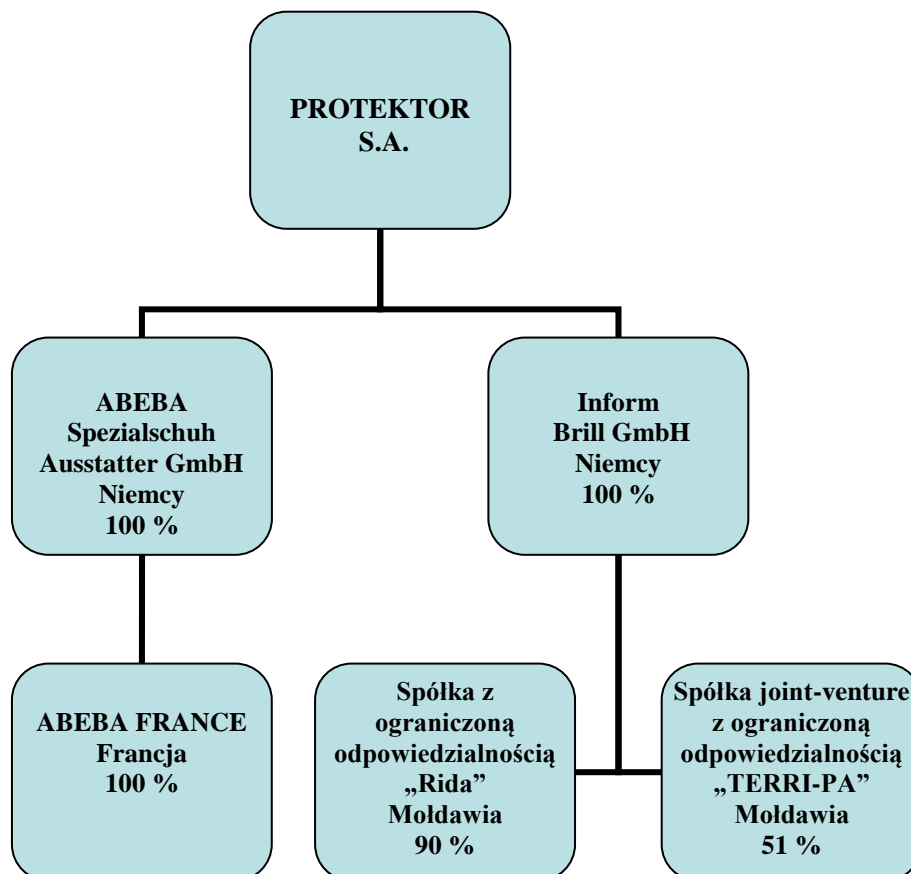 PROTEKTOR
S.A.
ABEBA
Spezialschuh
Ausstatter GmbH
Niemcy
100 %
Inform
Brill GmbH
Niemcy
100 %
ABEBA FRANCE
Francja
100 %
Spółka z
ograniczoną
odpowiedzialnością
„Rida”
Mołdawia
90 %
Spółka joint-venture
z ograniczoną
odpowiedzialnością
„TERRI-PA”
Mołdawia
51 %